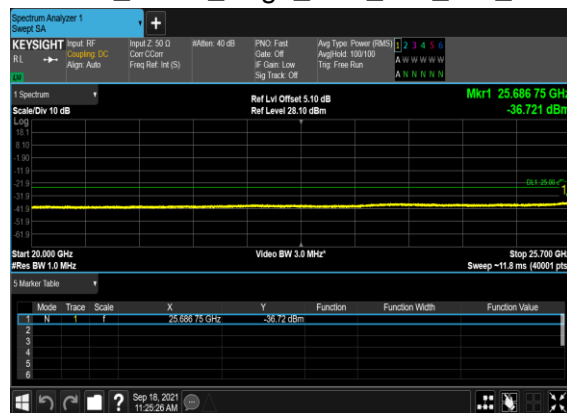 Spectrum Analyzer 1
Swept SA
KEYSIGHT
RL
LW
Input: RF
Coupling: DC
Align: Auto
Input Z: 50 Ω
Corr CCorr
Freq Ref: Int (S)
#Atten: 40 dB
PNO: Fast
Gate: Off
IF Gain: Low
Sig Track: Off
Avg Type: Power (RMS)
Avg|Hold: 100/100
Trig: Free Run
1 2 3 4 5 6
A W W W W W
A N N N N N
1 Spectrum
Scale/Div 10 dB
Ref Lvl Offset 5.10 dB
Ref Level 28.10 dBm
Mkr1 25.686 75 GHz
-36.721 dBm
Log
18.1
8.10
-1.90
-11.9
-21.9
-31.9
-41.9
-51.9
-61.9
1
Start 20.000 GHz
#Res BW 1.0 MHz
Video BW 3.0 MHz*
Stop 25.700 GHz
Sweep ~11.8 ms (40001 pts)
5 Marker Table
Mode Trace Scale X Y Function Function Width Function Value
1 N 1 f 25.686 75 GHz -36.72 dBm
2
3
4
5
6
?
Sep 18, 2021
11:25:26 AM